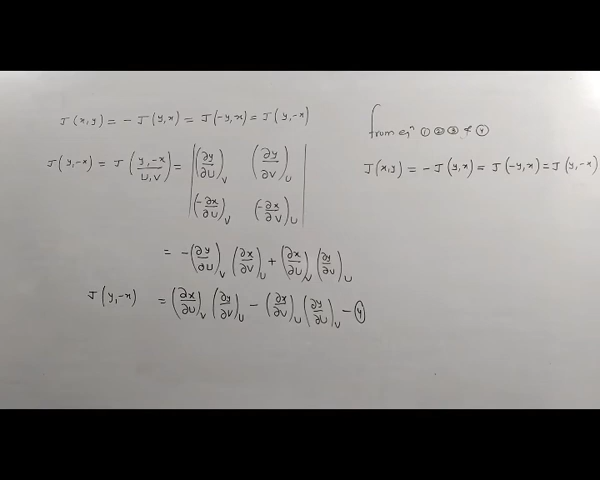 J(x,y) = - J(y,x) = J(-y,x) = J(y,-x)
J(y,-x) = J(y,-x / U,V) = |(∂y/∂U)_V (∂y/∂V)_U|
|(-∂x/∂U)_V (-∂x/∂V)_U|
= -(∂y/∂U)_V (∂x/∂V)_U + (∂x/∂U)_V (∂y/∂V)_U
J(y,-x) = (∂x/∂U)_V (∂y/∂V)_U - (∂x/∂V)_U (∂y/∂U)_V - ④
from eqⁿ ① ② ③ & ④
J(x,y) = - J(y,x) = J(-y,x) = J(y,-x)